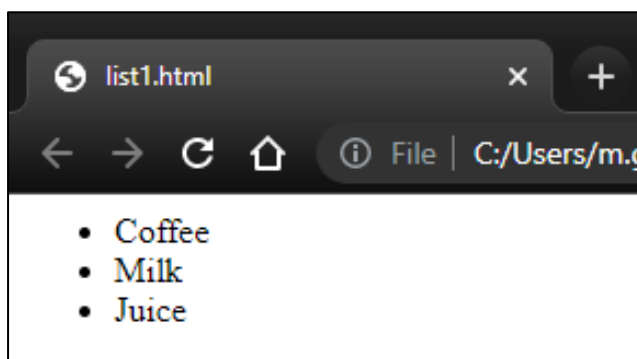 list1.html
File C:/Users/m.g
• Coffee
• Milk
• Juice